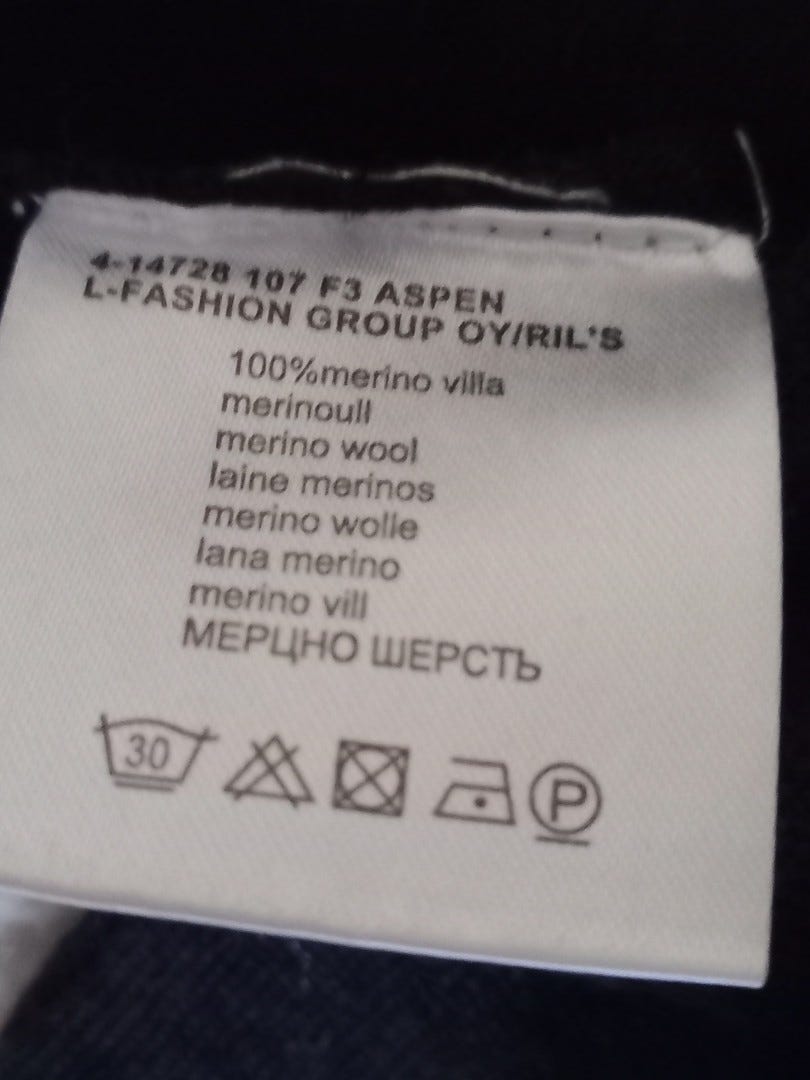 4-14728 107 F3 ASPEN
L-FASHION GROUP OY/RIL'S
100%merino villa
merinoull
merino wool
laine merinos
merino wolle
lana merino
merino vill
МЕРЦНО ШЕРСТЬ
30
P